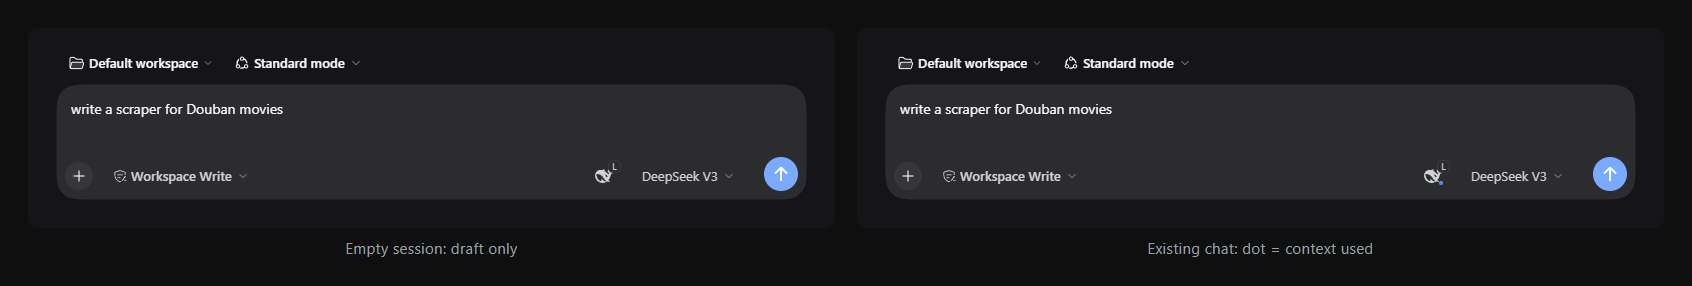 Default workspace Standard mode
write a scraper for Douban movies
Workspace Write L DeepSeek V3
Empty session: draft only
Default workspace Standard mode
write a scraper for Douban movies
Workspace Write L DeepSeek V3
Existing chat: dot = context used